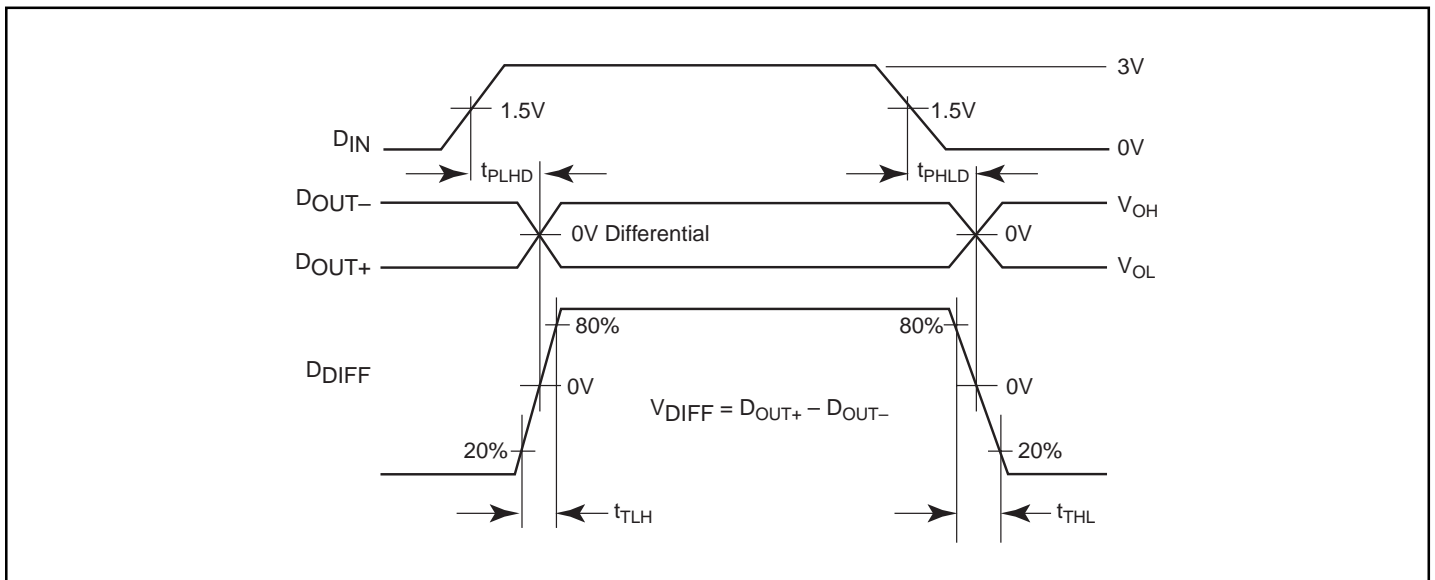 3V
1.5V 1.5V
DIN 0V
tPLHD tPHLD
DOUT– VOH
0V Differential 0V
DOUT+ VOL
80% 80%
DDIFF 0V 0V
VDIFF = DOUT+ – DOUT–
20% 20%
tTLH tTHL